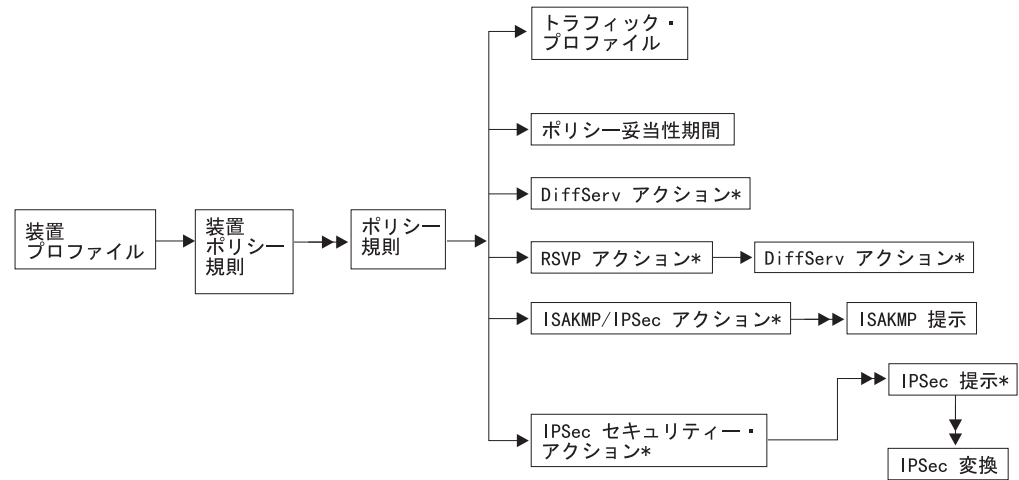 トラフィック・
プロファイル
ポリシー妥当性期間
DiffServ アクション*
装置
プロファイル
装置
ポリシー
規則
ポリシー
規則
RSVP アクション*
DiffServ アクション*
ISAKMP/IPSec アクション*
ISAKMP 提示
IPSec 提示*
IPSec セキュリティー・
アクション*
IPSec 変換